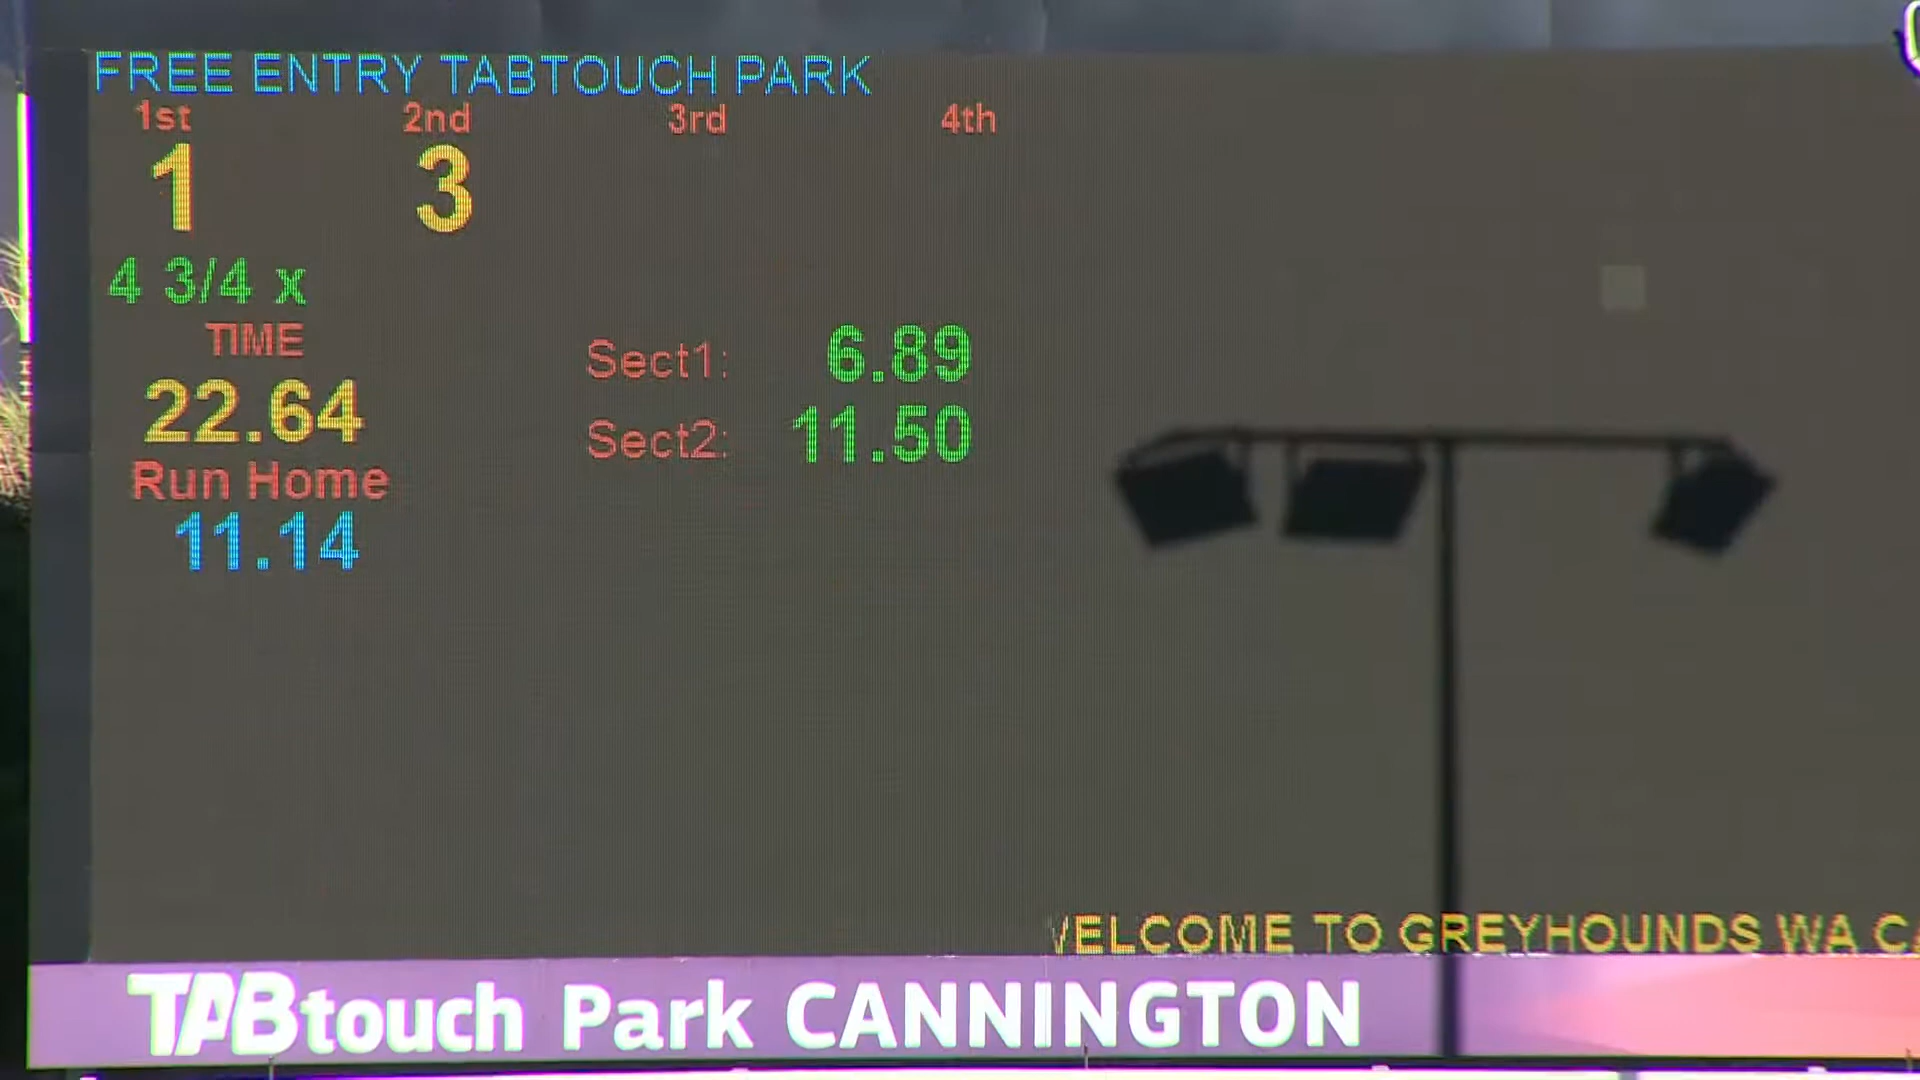 FREE ENTRY TABTOUCH PARK
1st 2nd 3rd 4th
1 3
4 3/4 x
TIME
22.64
Sect1: 6.89
Sect2: 11.50
Run Home
11.14
WELCOME TO GREYHOUNDS WA
TABtouch Park CANNINGTON